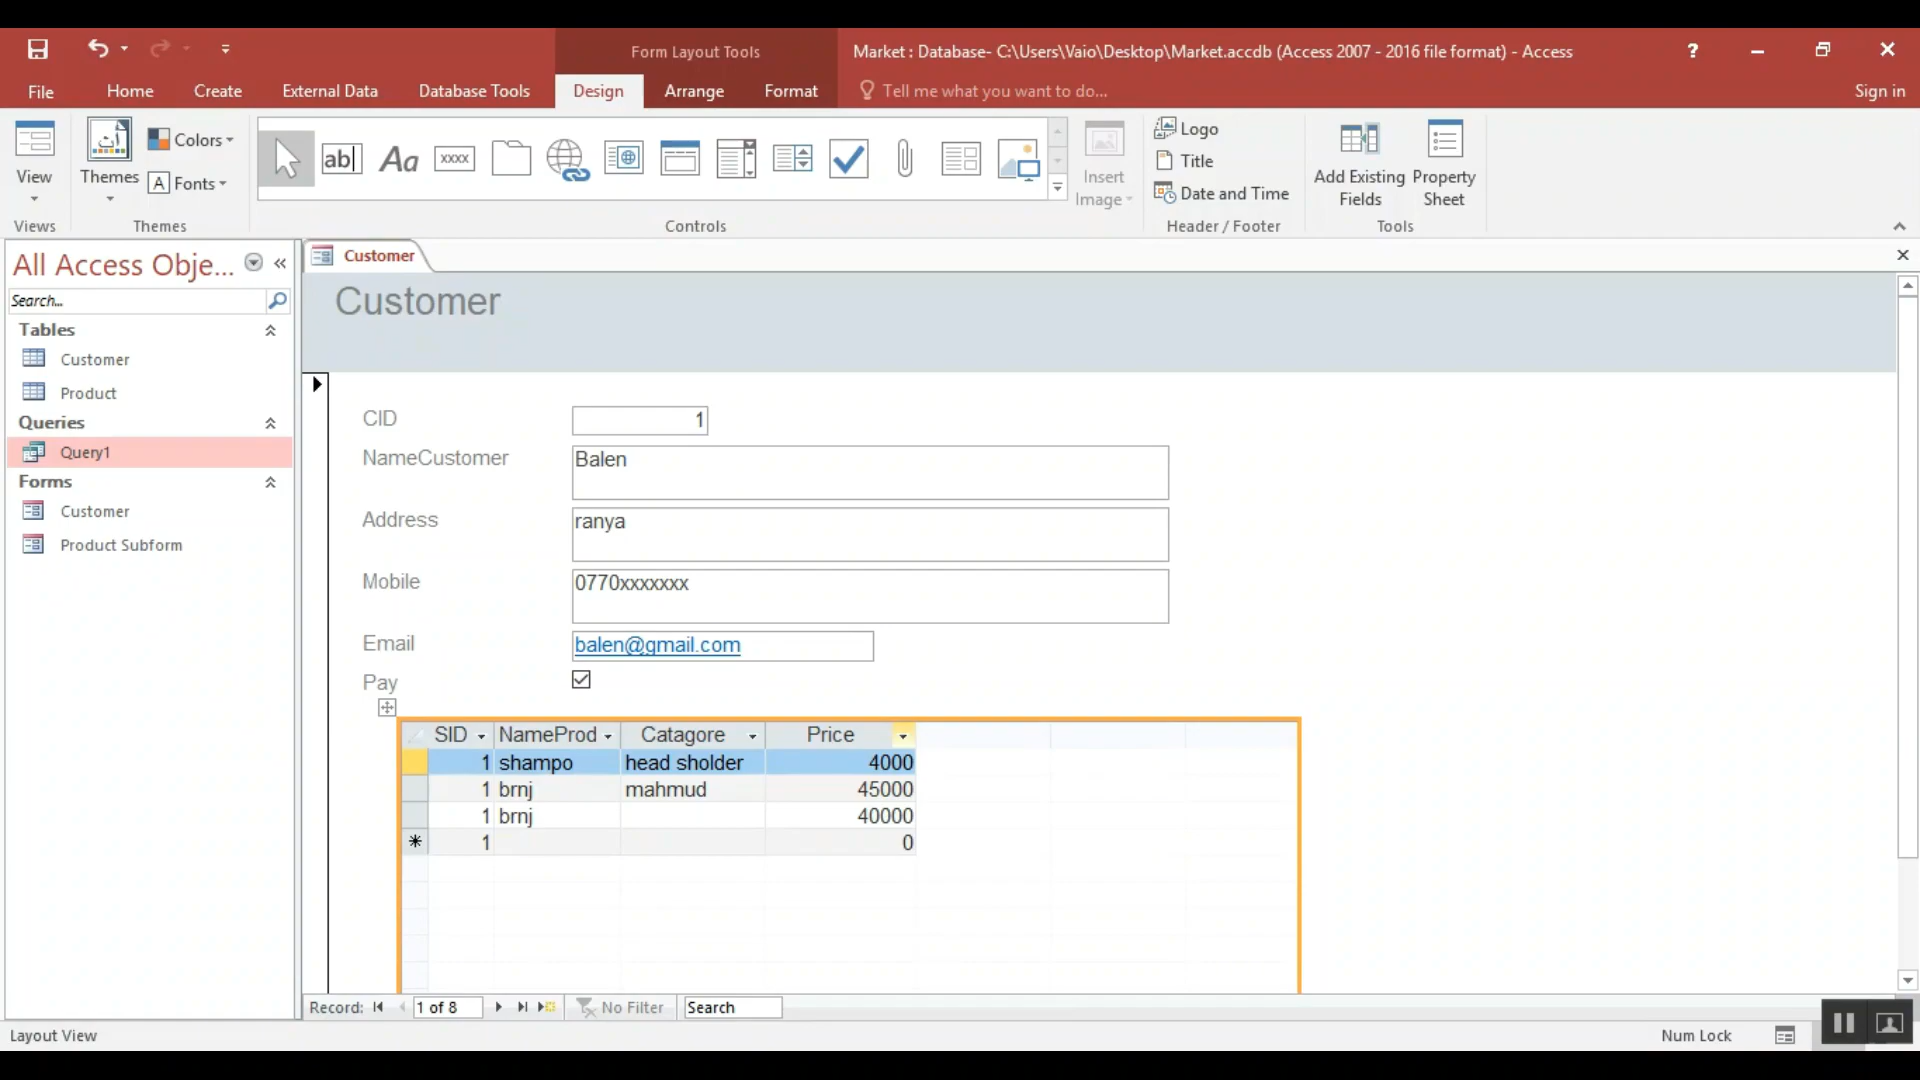 Form Layout Tools
Market : Database- C:\Users\Vaio\Desktop\Market.accdb (Access 2007 - 2016 file format) - Access
?
File Home Create External Data Database Tools Design Arrange Format Tell me what you want to do... Sign in
View Themes Colors Fonts
ab Aa xxxx
Insert Image
Logo
Title
Date and Time
Add Existing Fields
Property Sheet
Views Themes Controls Header / Footer Tools
All Access Obje... «
Search...
Tables
Customer
Product
Queries
Query1
Forms
Customer
Product Subform
Customer
Customer
CID 1
NameCustomer Balen
Address ranya
Mobile 0770xxxxxxx
Email balen@gmail.com
Pay
SID NameProd Catagore Price
1 shampo head sholder 4000
1 brnj mahmud 45000
1 brnj 40000
* 1 0
Record: 1 of 8 No Filter Search
Layout View Num Lock